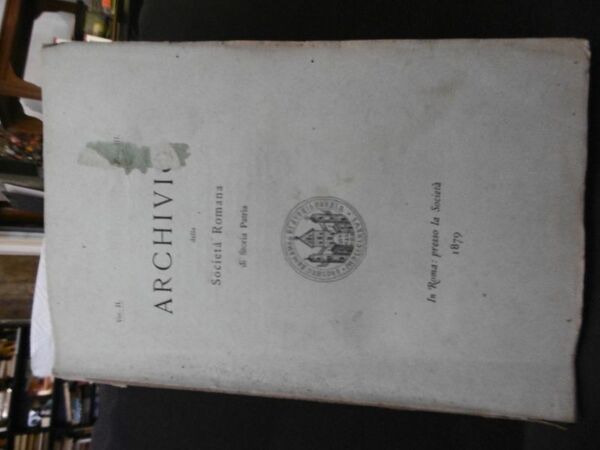 Vol. II.
ARCHIVIO
della
Società Romana
di Storia Patria
In Roma: presso la Società
1879